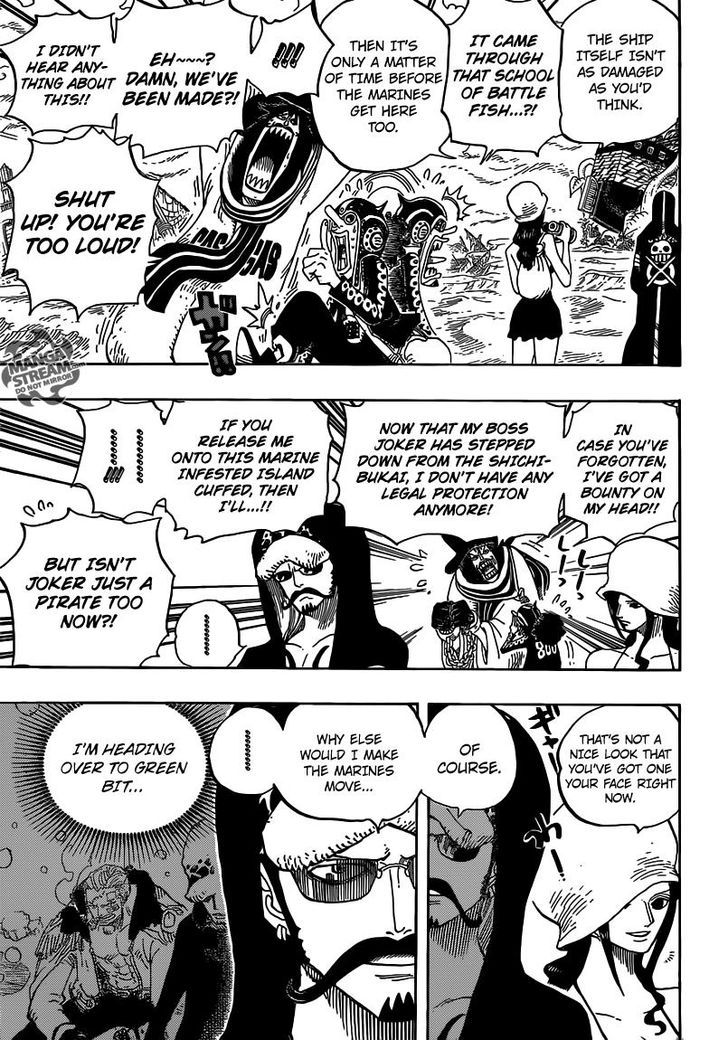 THE SHIP
ITSELF ISN'T
AS DAMAGED
AS YOU'D
THINK.
IT CAME
THROUGH
THAT SCHOOL
OF BATTLE
FISH...?!
THEN IT'S
ONLY A MATTER
OF TIME BEFORE
THE MARINES
GET HERE
TOO.
!!!
EH~~~?
DAMN, WE'VE
BEEN MADE?!
I DIDN'T
HEAR ANY-
THING ABOUT
THIS!!
SHUT
UP! YOU'RE
TOO LOUD!
GAS
GAS
MANGA
STREAM.com
DO NOT MIRROR!
IN
CASE YOU'VE
FORGOTTEN,
I'VE GOT A
BOUNTY ON
MY HEAD!!
NOW THAT MY BOSS
JOKER HAS STEPPED
DOWN FROM THE SHICHI-
BUKAI, I DON'T HAVE ANY
LEGAL PROTECTION
ANYMORE!
IF YOU
RELEASE ME
ONTO THIS MARINE
INFESTED ISLAND
CUFFED, THEN
I'LL...!!
!!!
BUT ISN'T
JOKER JUST A
PIRATE TOO
NOW?!
THAT'S NOT A
NICE LOOK THAT
YOU'VE GOT ONE
YOUR FACE RIGHT
NOW.
OF
COURSE.
WHY ELSE
WOULD I MAKE
THE MARINES
MOVE...
I'M HEADING
OVER TO GREEN
BIT...